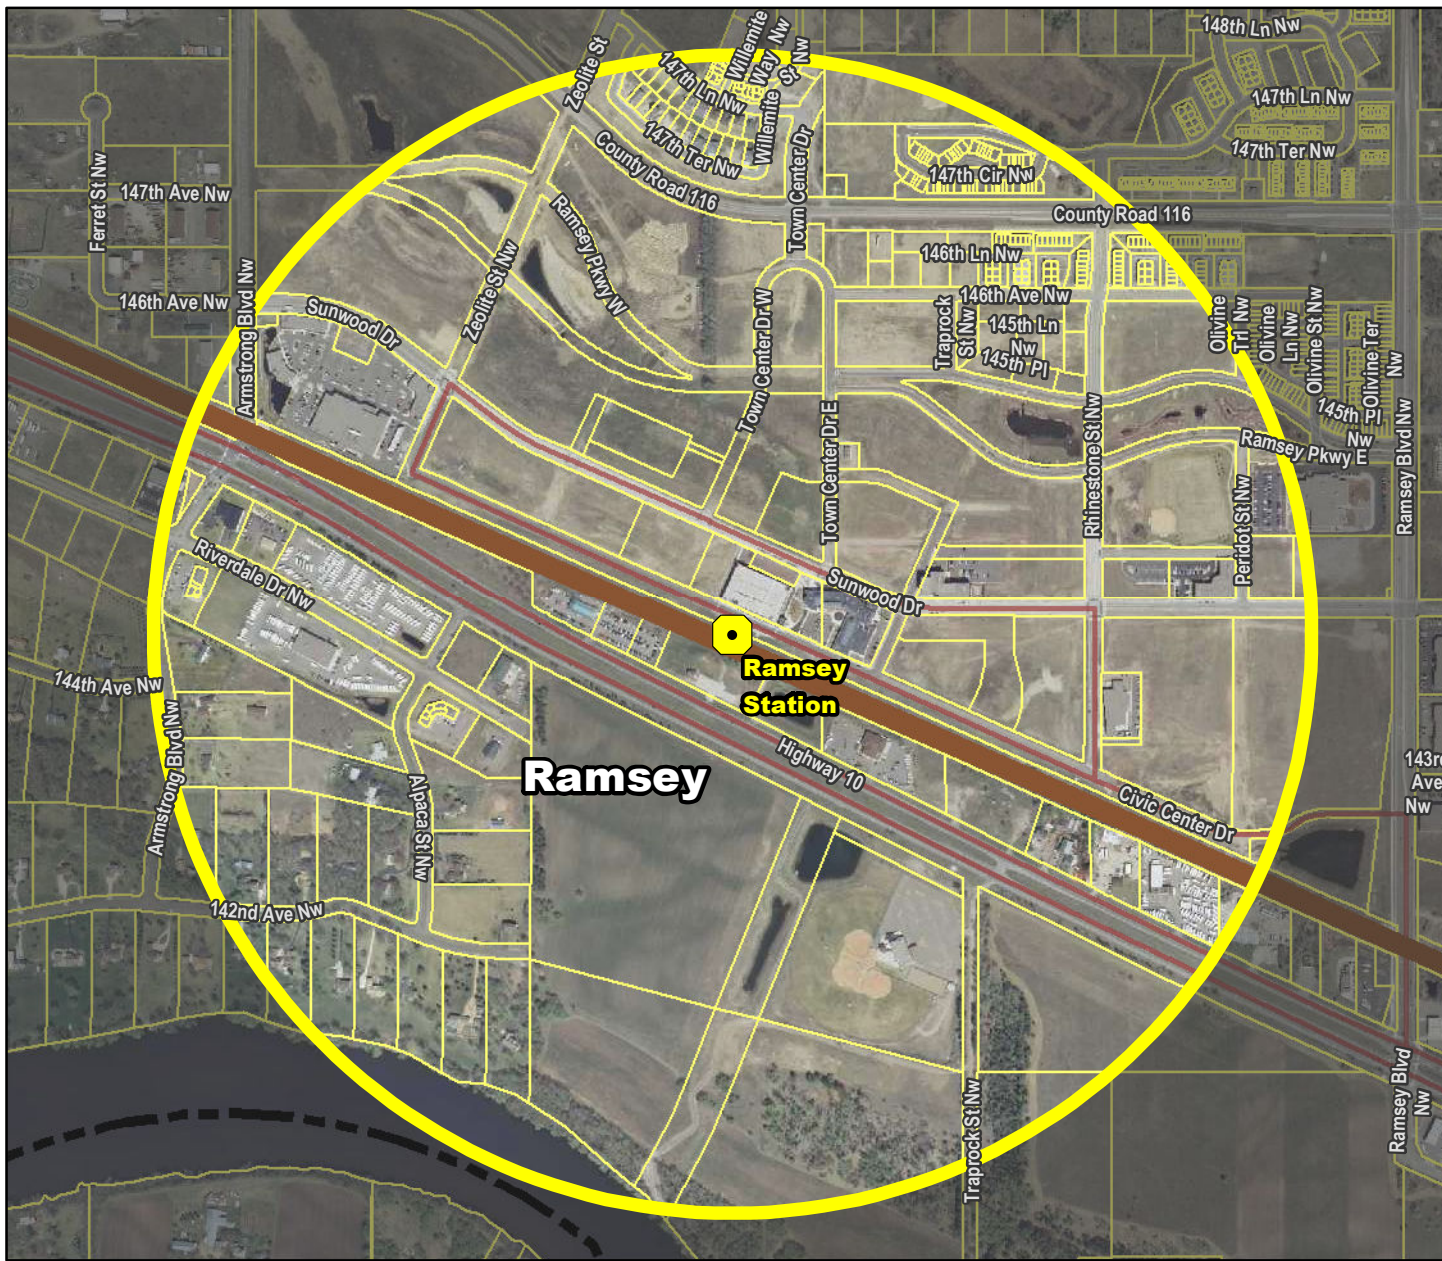 148th Ln Nw
Willemite
Way Nw
St Nw
Willemite
Zeolite St
147th Ln Nw
147th Ln Nw
147th Ter Nw
147th Ter Nw
County Road 116
Town Center Dr
147th Cir Nw
147th Ave Nw
Ferret St Nw
County Road 116
Ramsey Pkwy W
146th Ln Nw
Zeolite St Nw
146th Ave Nw
146th Ave Nw
Armstrong Blvd Nw
Sunwood Dr
Town Center Dr W
Traprock
St Nw
145th Ln
Nw
145th Pl
Olivine
Trl Nw
Olivine
Ln Nw
Olivine St Nw
Olivine Ter
Nw
145th Pl
Nw
Ramsey Pkwy E
Town Center Dr E
Rhinestone St Nw
Peridot St Nw
Ramsey Blvd Nw
Riverdale Dr Nw
Sunwood Dr
Ramsey
Station
144th Ave Nw
Armstrong Blvd Nw
Ramsey
Highway 10
Alpaca St Nw
143rd
Ave
Nw
Civic Center Dr
142nd Ave Nw
Traprock St Nw
Ramsey Blvd
Nw